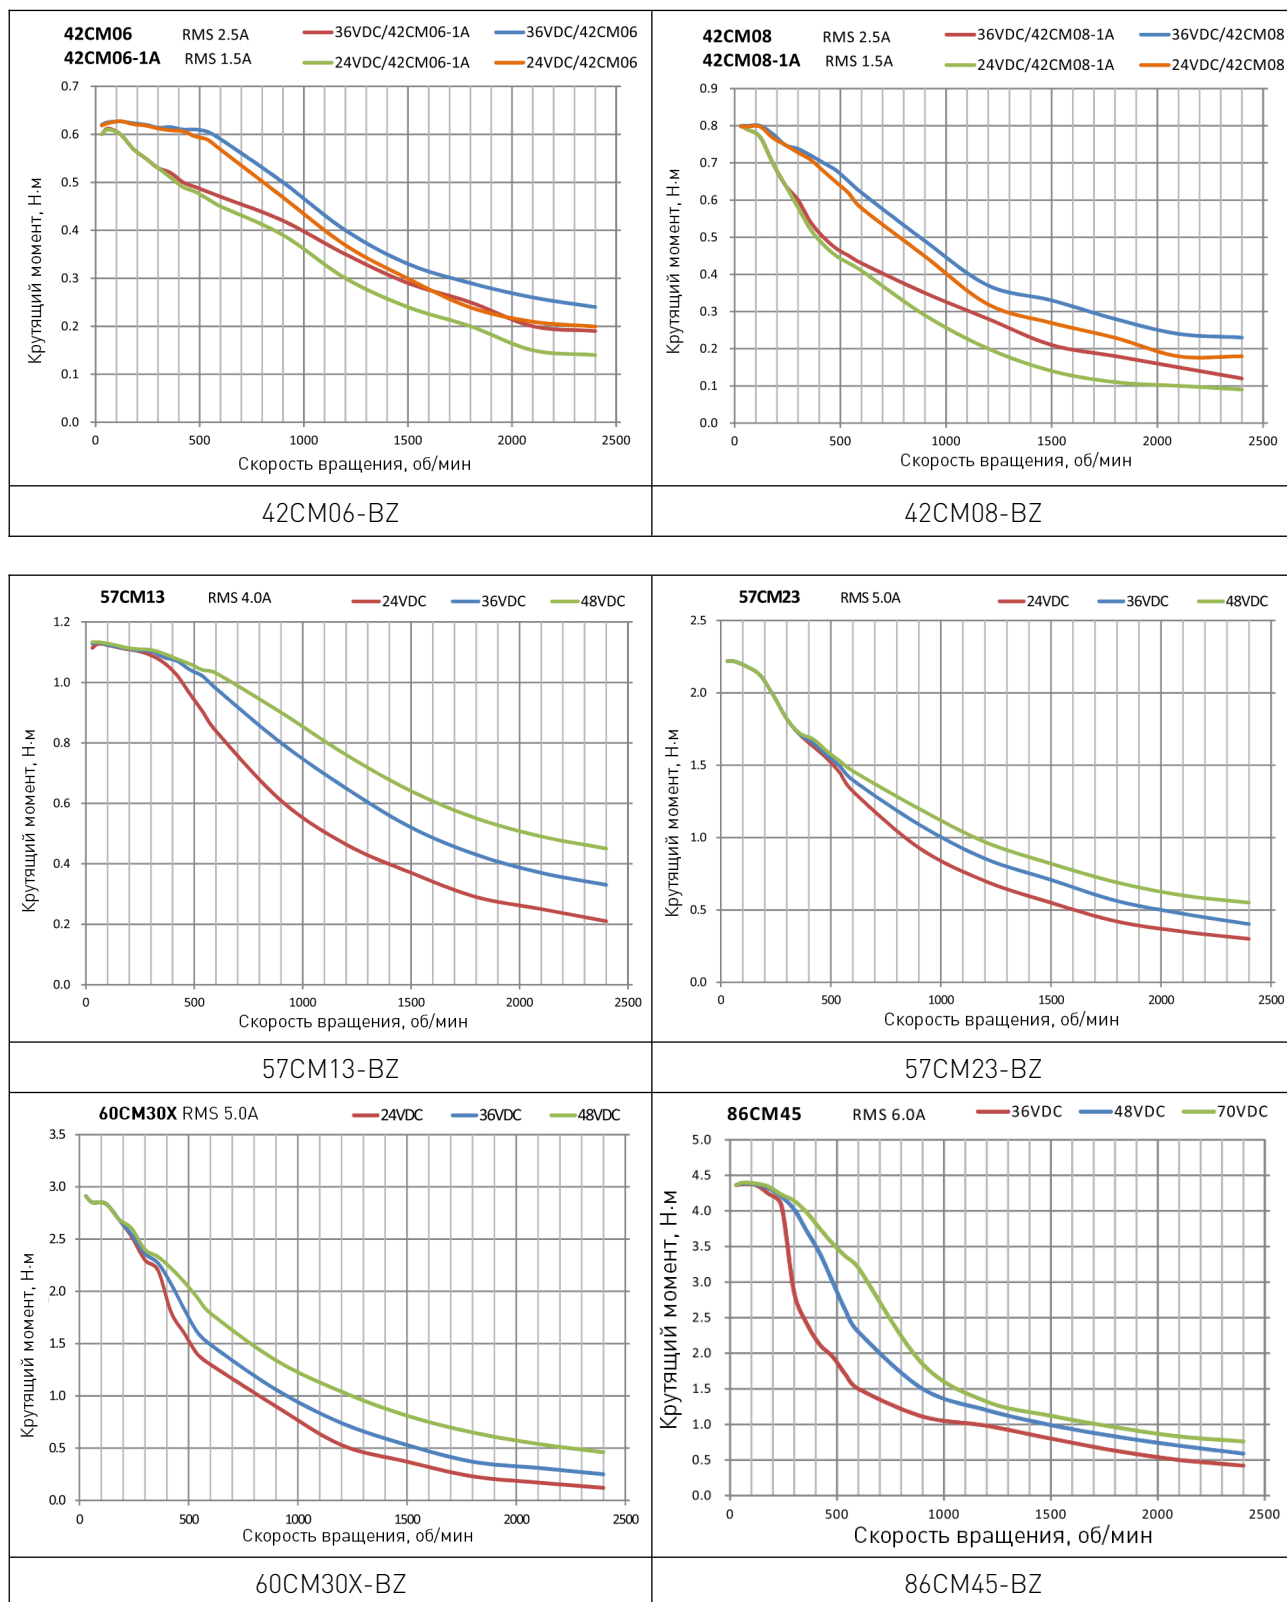 42CM06 RMS 2.5A 36VDC/42CM06-1A 36VDC/42CM06
42CM06-1A RMS 1.5A 24VDC/42CM06-1A 24VDC/42CM06
0.7
0.6
0.5
0.4
0.3
0.2
0.1
0.0
Крутящий момент, Н·м
0 500 1000 1500 2000 2500
Скорость вращения, об/мин
42CM06-BZ
42CM08 RMS 2.5A 36VDC/42CM08-1A 36VDC/42CM08
42CM08-1A RMS 1.5A 24VDC/42CM08-1A 24VDC/42CM08
0.9
0.8
0.7
0.6
0.5
0.4
0.3
0.2
0.1
0.0
Крутящий момент, Н·м
0 500 1000 1500 2000 2500
Скорость вращения, об/мин
42CM08-BZ
57CM13 RMS 4.0A 24VDC 36VDC 48VDC
1.2
1.0
0.8
0.6
0.4
0.2
0.0
Крутящий момент, Н·м
0 500 1000 1500 2000 2500
Скорость вращения, об/мин
57CM13-BZ
57CM23 RMS 5.0A 24VDC 36VDC 48VDC
2.5
2.0
1.5
1.0
0.5
0.0
Крутящий момент, Н·м
0 500 1000 1500 2000 2500
Скорость вращения, об/мин
57CM23-BZ
60CM30X RMS 5.0A 24VDC 36VDC 48VDC
3.5
3.0
2.5
2.0
1.5
1.0
0.5
0.0
Крутящий момент, Н·м
0 500 1000 1500 2000 2500
Скорость вращения, об/мин
60CM30X-BZ
86CM45 RMS 6.0A 36VDC 48VDC 70VDC
5.0
4.5
4.0
3.5
3.0
2.5
2.0
1.5
1.0
0.5
0.0
Крутящий момент, Н·м
0 500 1000 1500 2000 2500
Скорость вращения, об/мин
86CM45-BZ